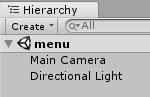 Hierarchy
Create All
menu
Main Camera
Directional Light